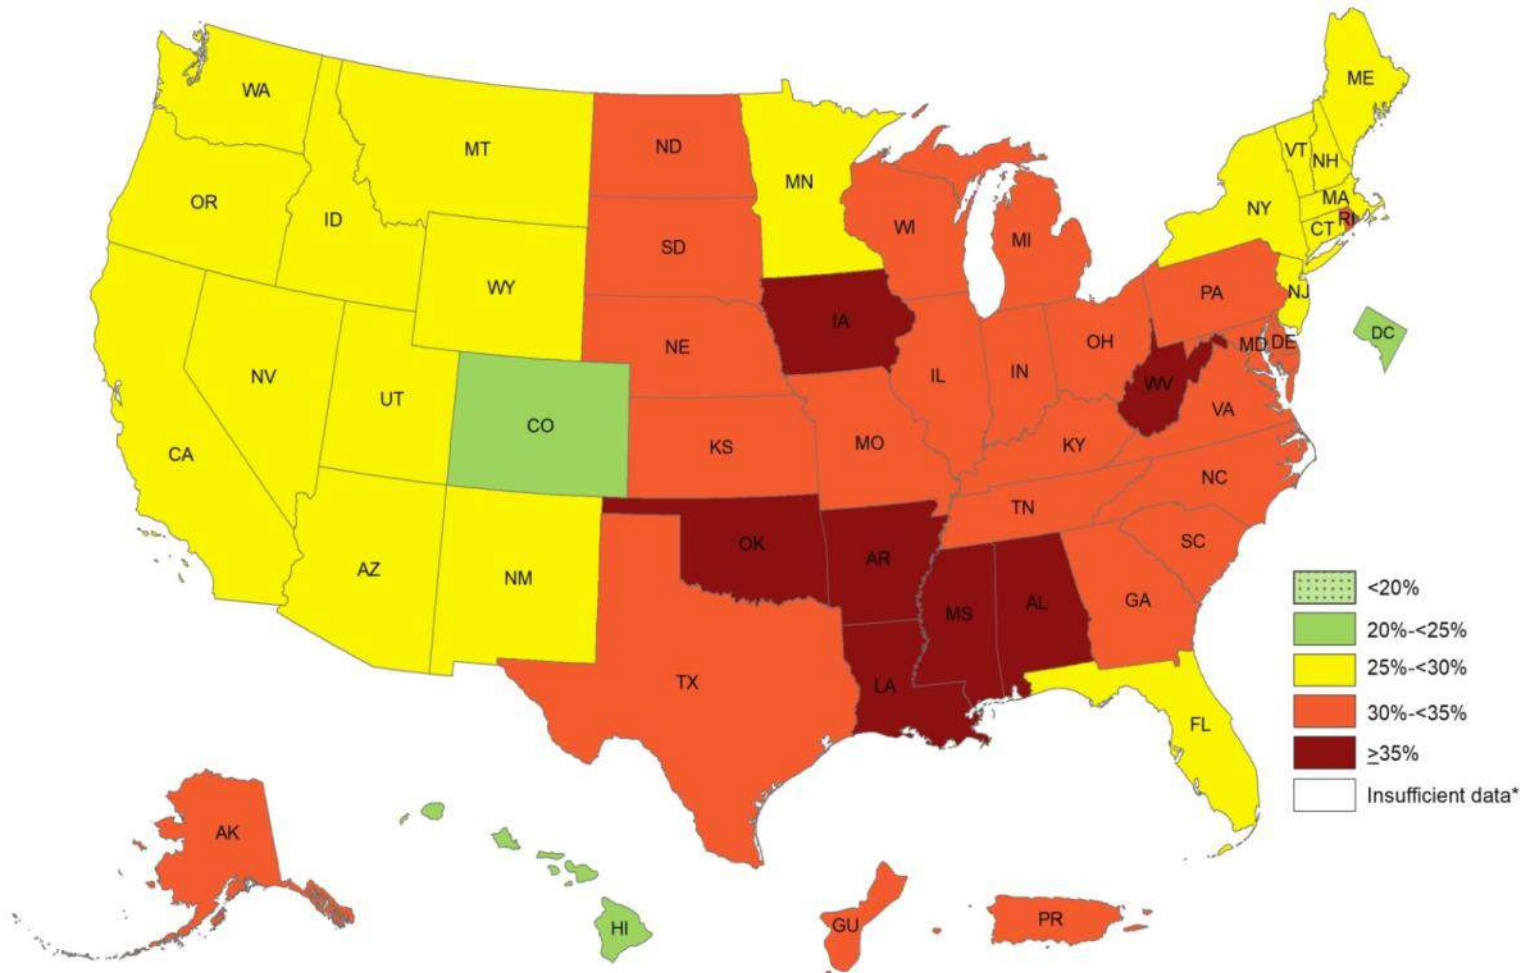 ME
WA
MT
ND
VT
NH
MN
OR
ID
NY
MA
WI
RI
CT
SD
MI
WY
PA
NJ
IA
DC
OH
MD
DE
NE
NV
IL
IN
WV
UT
VA
CO
CA
KS
MO
KY
NC
TN
OK
SC
AR
AZ
NM
GA
MS
AL
TX
LA
FL
<20%
20%-<25%
25%-<30%
30%-<35%
≥35%
Insufficient data*
AK
HI
GU
PR